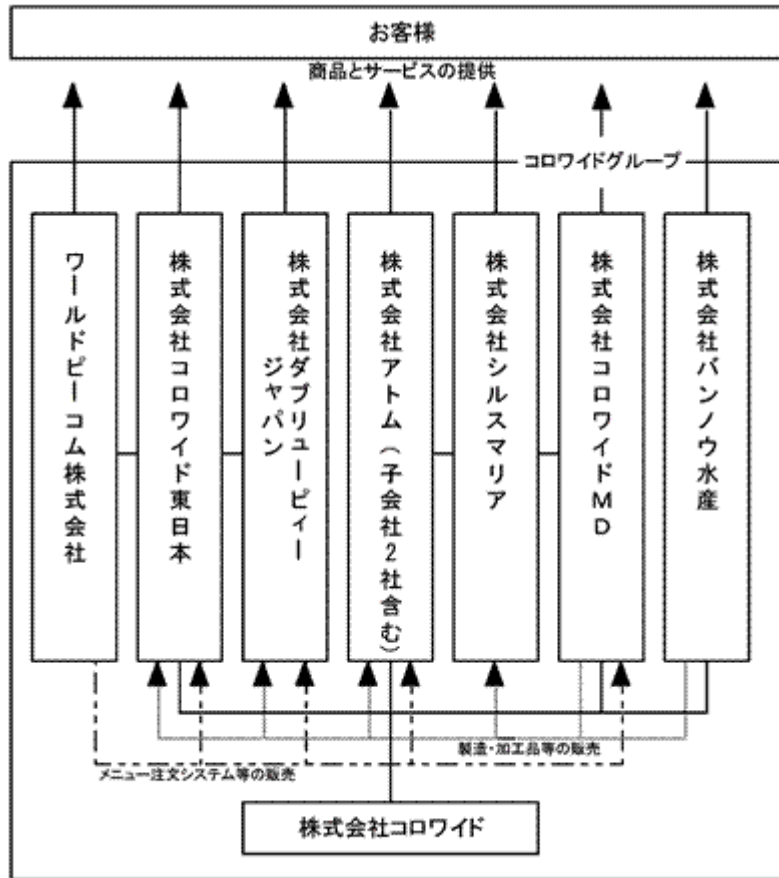 お客様
商品とサービスの提供
コロワイドグループ
ワールドピーコム株式会社
株式会社コロワイド東日本
株式会社ダブリューピィー
ジャパン
株式会社アトム(子会社2社含む)
株式会社シルスマリア
株式会社コロワイドMD
株式会社バンノウ水産
製造・加工品等の販売
メニュー注文システム等の販売
株式会社コロワイド